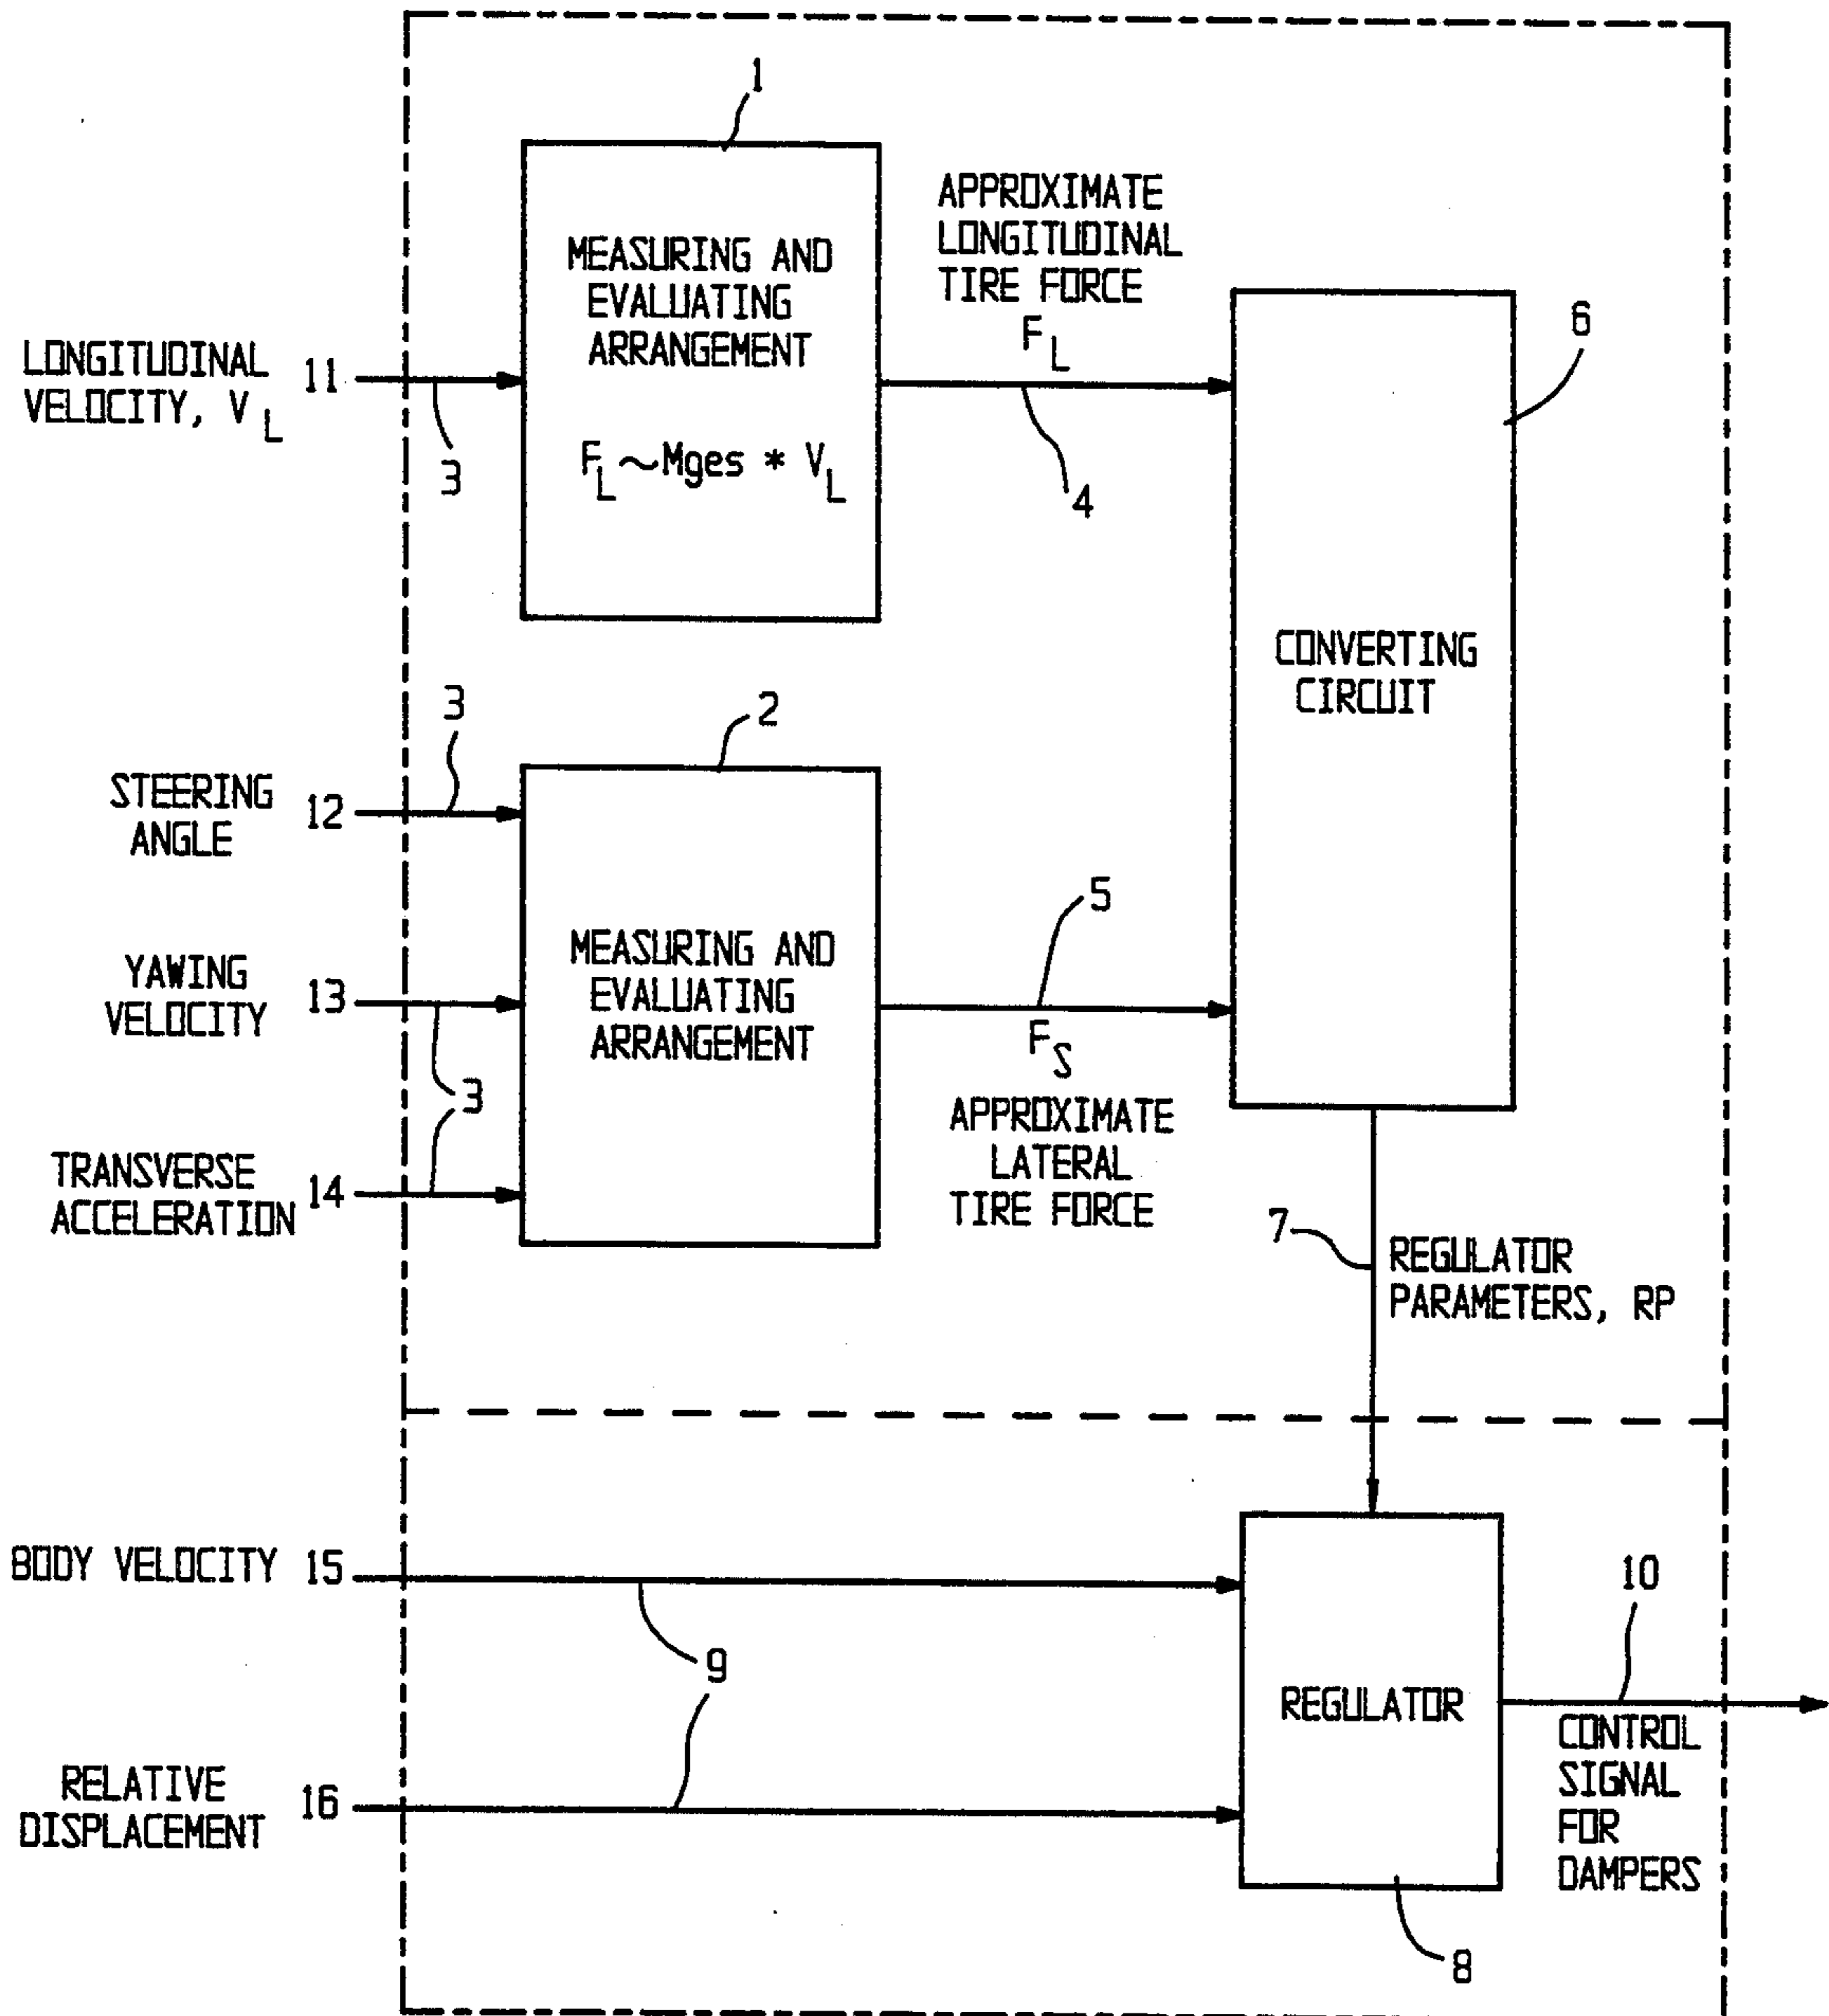 1
MEASURING AND
EVALUATING
ARRANGEMENT
F_L ~ Mges * V_L
APPROXIMATE
LONGITUDINAL
TIRE FORCE
F_L
4
6
CONVERTING
CIRCUIT
LONGITUDINAL
VELOCITY, V_L
11
3
STEERING
ANGLE
12
3
2
MEASURING AND
EVALUATING
ARRANGEMENT
YAWING
VELOCITY
13
3
TRANSVERSE
ACCELERATION
14
5
F_S
APPROXIMATE
LATERAL
TIRE FORCE
7
REGULATOR
PARAMETERS, RP
BODY VELOCITY
15
9
RELATIVE
DISPLACEMENT
16
REGULATOR
8
10
CONTROL
SIGNAL
FOR
DAMPERS